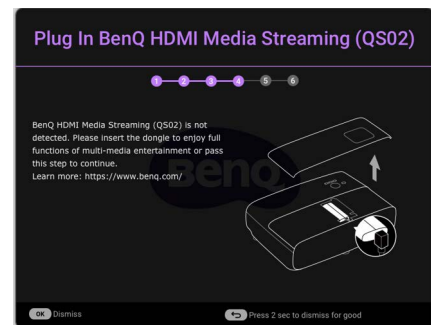 Plug In BenQ HDMI Media Streaming (QS02)
1 2 3 4 5 6
BenQ HDMI Media Streaming (QS02) is not
detected. Please insert the dongle to enjoy full
functions of multi-media entertainment or pass
this step to continue.
Learn more: https://www.benq.com/
BenQ
OK Dismiss
Press 2 sec to dismiss for good